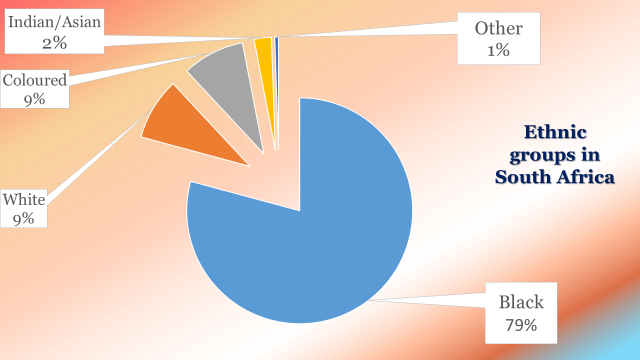 Indian/Asian
2%
Coloured
9%
White
9%
Other
1%
Ethnic
groups in
South Africa
Black
79%